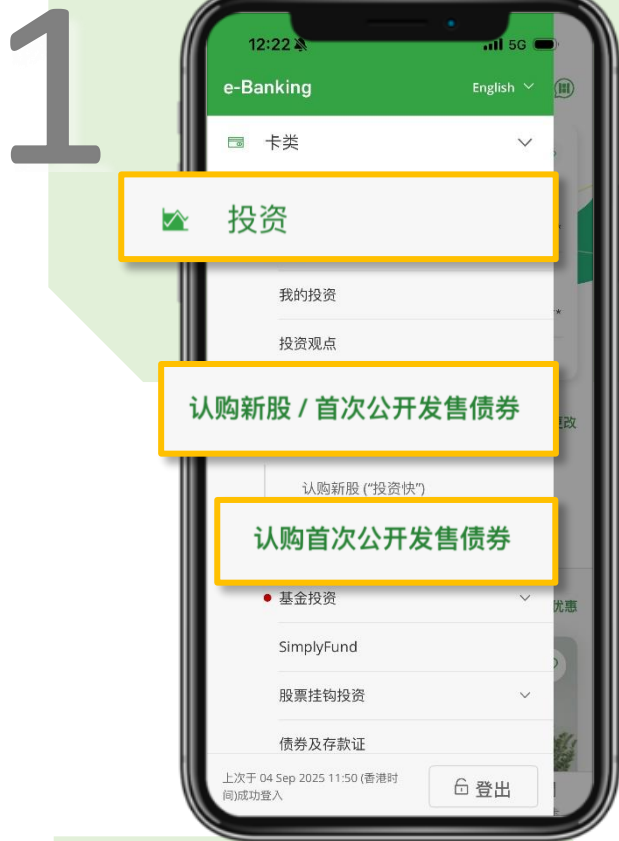 1
12:22
5G
e-Banking
English
卡类
投资
我的投资
投资观点
认购新股 / 首次公开发售债券
更改
认购新股 (“投资快”)
认购首次公开发售债券
基金投资
优惠
SimplyFund
股票挂钩投资
债券及存款证
上次于 04 Sep 2025 11:50 (香港时
间)成功登入
登出